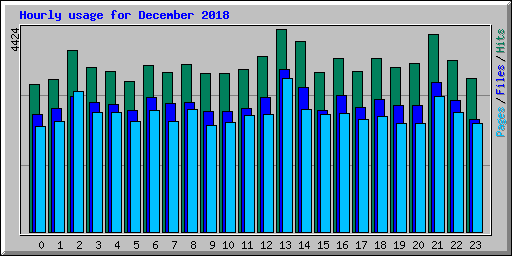 Hourly usage for December 2018
4424
Pages / Files / Hits
0 1 2 3 4 5 6 7 8 9 10 11 12 13 14 15 16 17 18 19 20 21 22 23